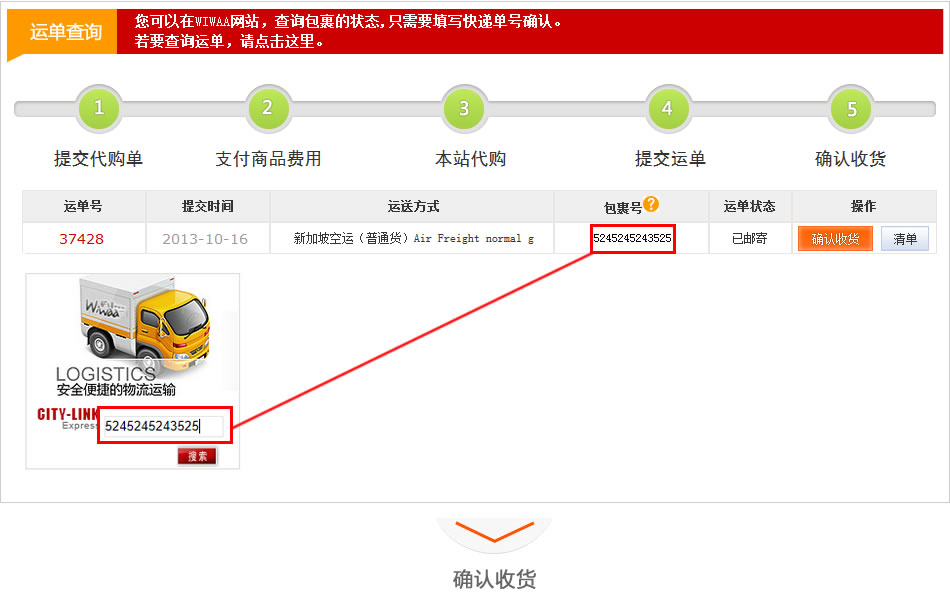 运单查询
您可以在WIWAA网站，查询包裹的状态,只需要填写快递单号确认。
若要查询运单，请点击这里。
1 2 3 4 5
提交代购单 支付商品费用 本站代购 提交运单 确认收货
运单号 提交时间 运送方式 包裹号? 运单状态 操作
37428 2013-10-16 新加坡空运（普通货）Air Freight normal g 5245245243525 已邮寄 确认收货 清单
WiWaa
LOGISTICS
安全便捷的物流运输
CITY-LINK
Express
5245245243525
搜索
确认收货